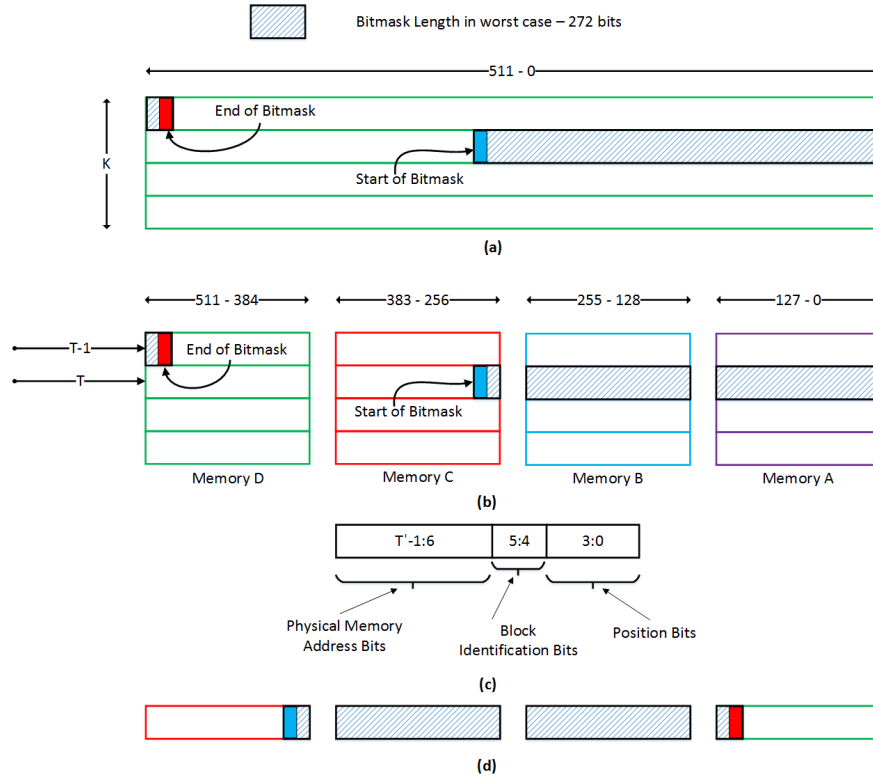 Bitmask Length in worst case – 272 bits
511 - 0
End of Bitmask
K
Start of Bitmask
(a)
511 - 384
383 - 256
255 - 128
127 - 0
T-1
End of Bitmask
T
Start of Bitmask
Memory D
Memory C
Memory B
Memory A
(b)
T'-1:6
5:4
3:0
Physical Memory
Address Bits
Block
Identification Bits
Position Bits
(c)
(d)